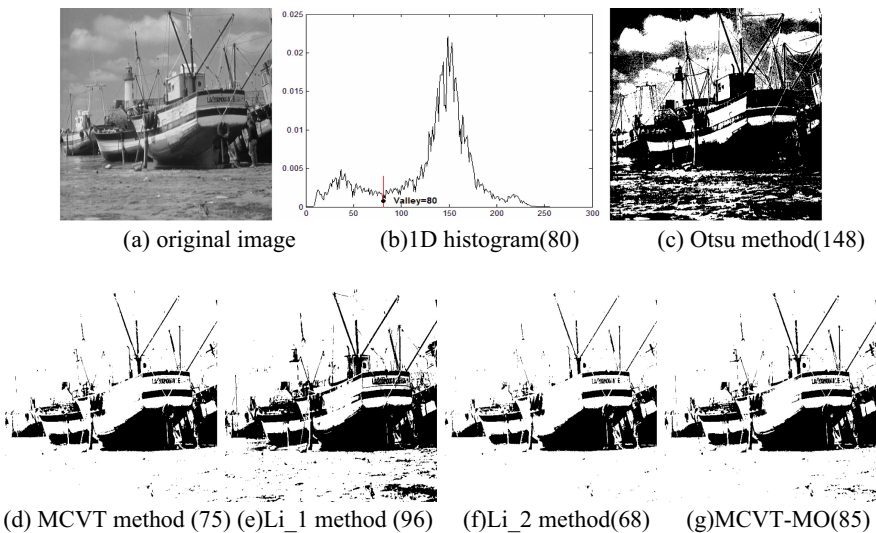 0.025
0.02
0.015
0.01
0.005
0
0 50 100 150 200 250 300
Valley=80
(a) original image
(b)1D histogram(80)
(c) Otsu method(148)
(d) MCVT method (75)
(e)Li_1 method (96)
(f)Li_2 method(68)
(g)MCVT-MO(85)